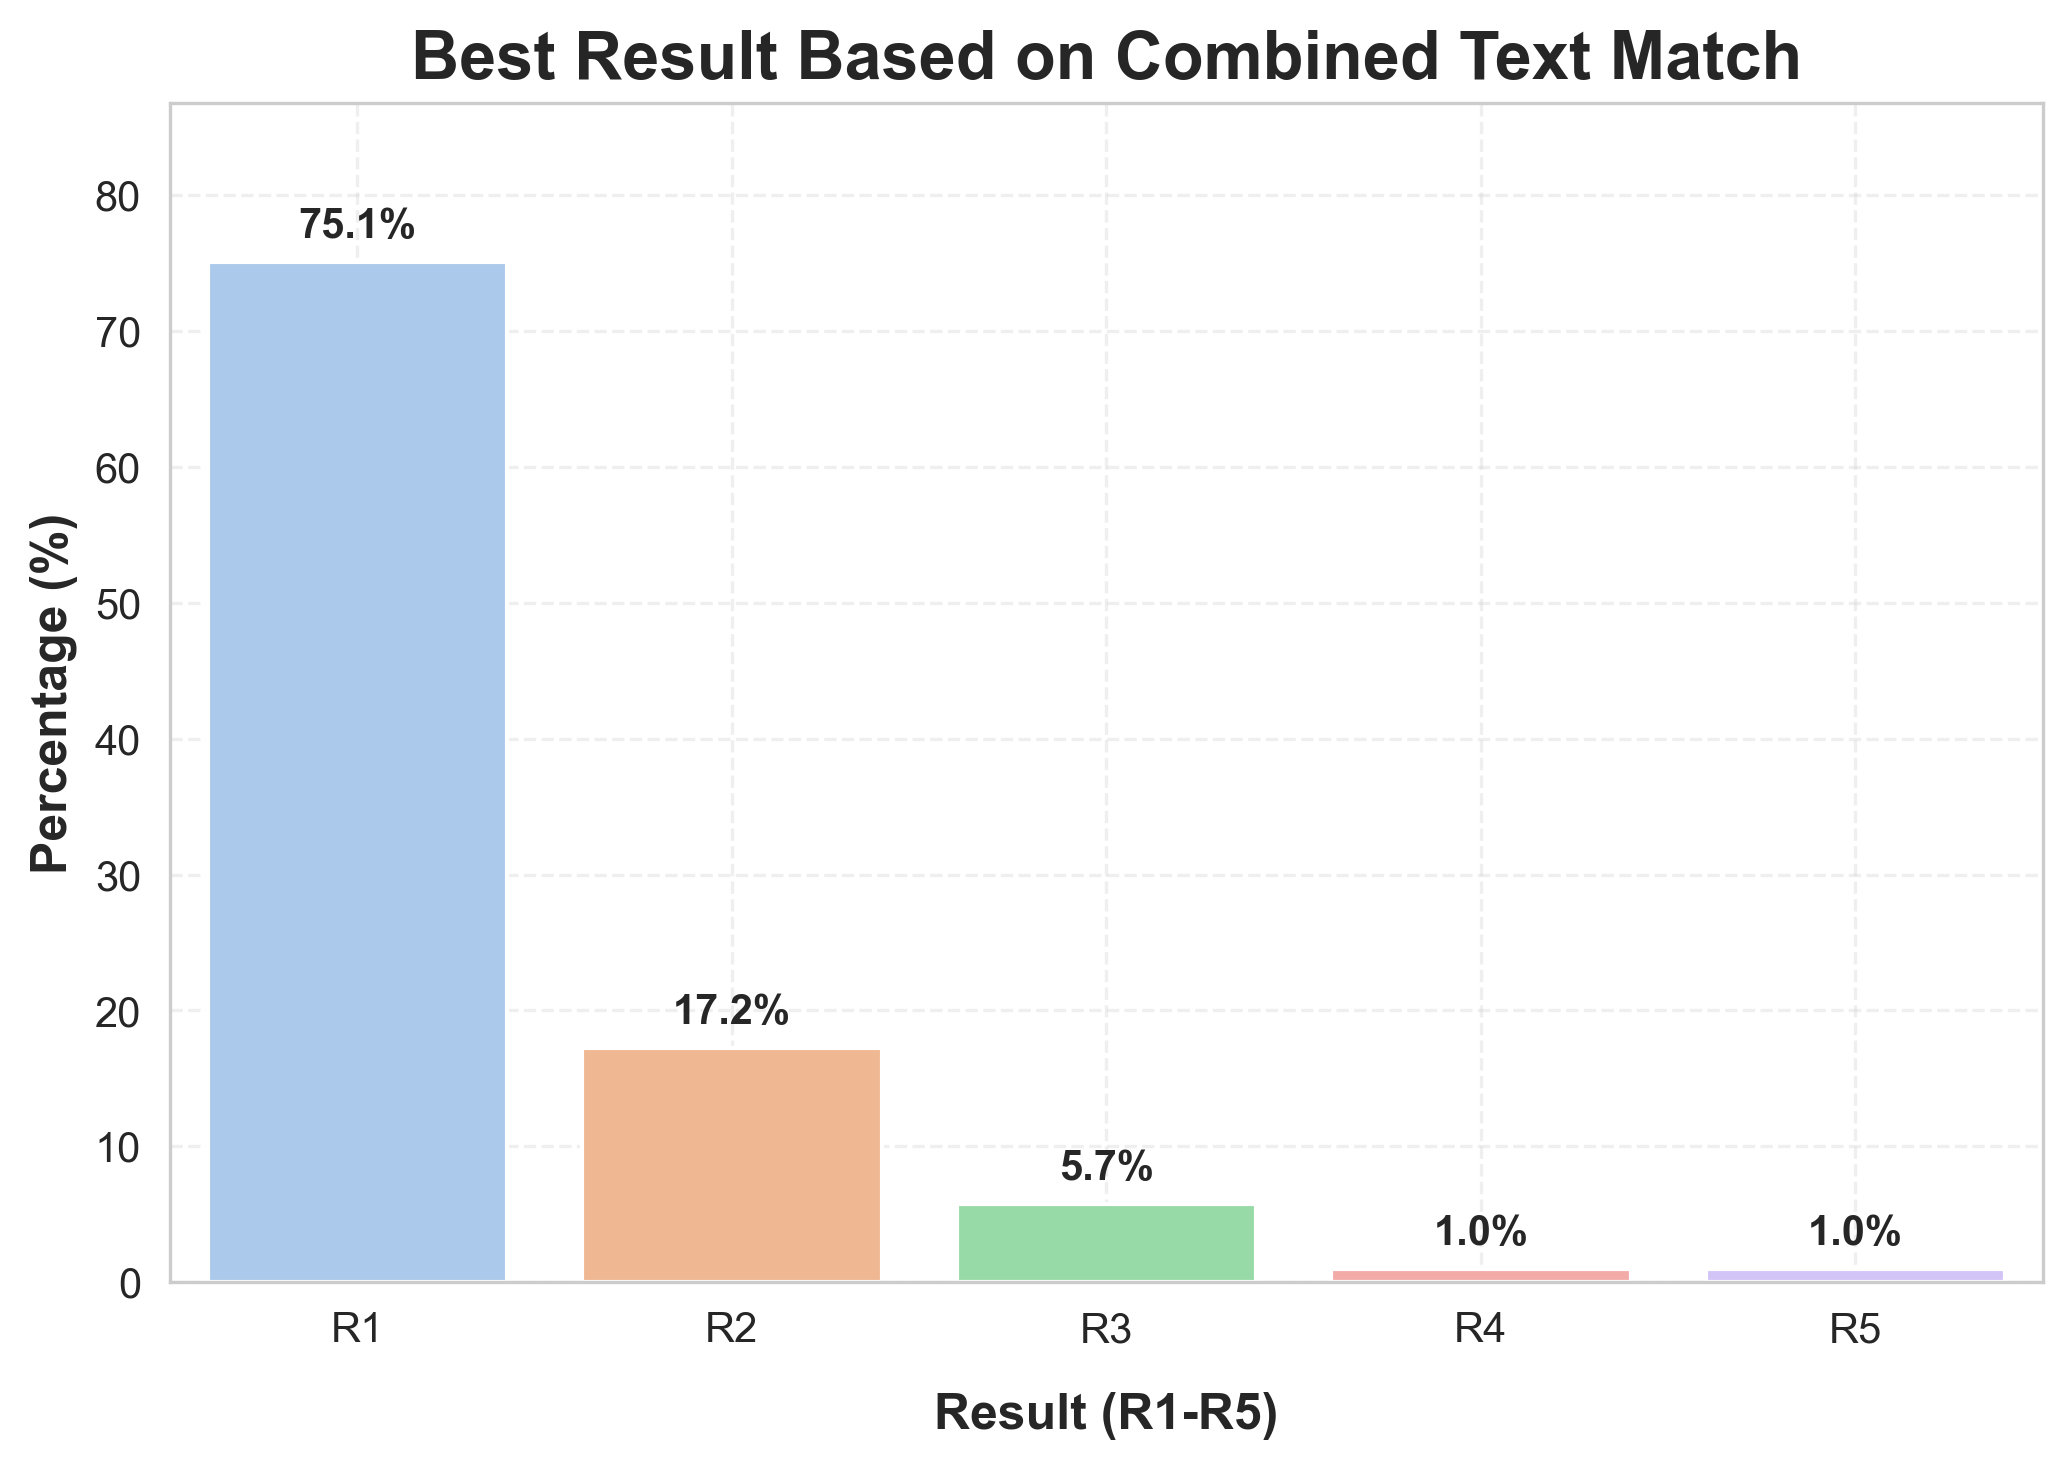 Best Result Based on Combined Text Match
Percentage (%)
80
70
60
50
40
30
20
10
0
75.1%
17.2%
5.7%
1.0%
1.0%
R1
R2
R3
R4
R5
Result (R1-R5)